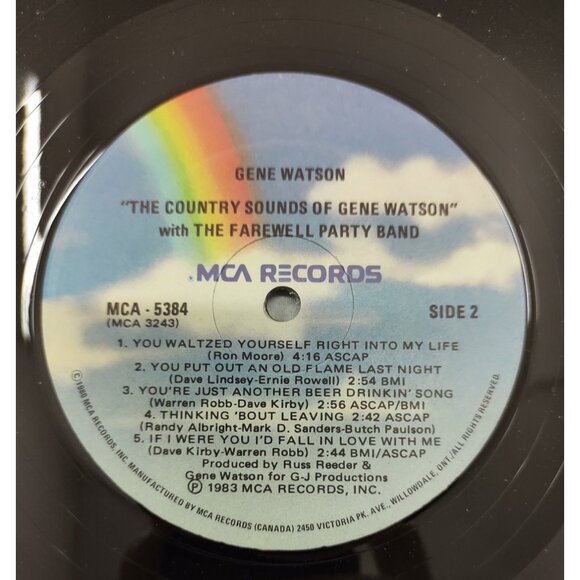 GENE WATSON
"THE COUNTRY SOUNDS OF GENE WATSON"
with THE FAREWELL PARTY BAND
MCA RECORDS
MCA - 5384
(MCA 3243)
SIDE 2
1. YOU WALTZED YOURSELF RIGHT INTO MY LIFE
(Ron Moore) 4:16 ASCAP
2. YOU PUT OUT AN OLD FLAME LAST NIGHT
(Dave Lindsey-Ernie Rowell) 2:54 BMI
3. YOU'RE JUST ANOTHER BEER DRINKIN' SONG
(Warren Robb-Dave Kirby) 2:56 ASCAP/BMI
4. THINKING 'BOUT LEAVING 2:42 ASCAP
(Randy Albright-Mark D. Sanders-Butch Paulson)
5. IF I WERE YOU I'D FALL IN LOVE WITH ME
(Dave Kirby-Warren Robb) 2:44 BMI/ASCAP
Produced by Russ Reeder &
Gene Watson for G-J Productions
Ⓟ 1983 MCA RECORDS, INC.
©1980 MCA RECORDS, INC. MANUFACTURED BY MCA RECORDS (CANADA) 2450 VICTORIA PK. AVE., WILLOWDALE, ONT./ALL RIGHTS RESERVED.